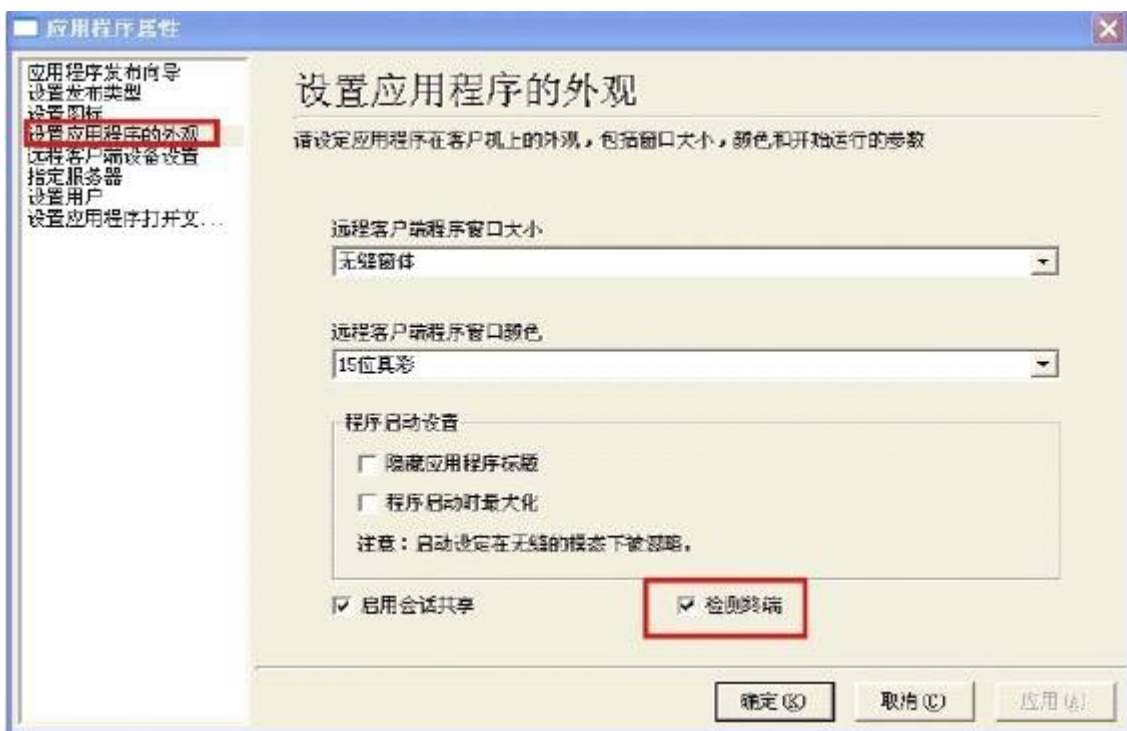 应用程序属性
应用程序发布向导
设置发布类型
设置图标
设置应用程序的外观
远程客户端设备设置
指定服务器
设置用户
设置应用程序打开文...
设置应用程序的外观
请设定应用程序在客户机上的外观，包括窗口大小，颜色和开始运行的参数
远程客户端程序窗口大小
无缝窗体
远程客户端程序窗口颜色
15位真彩
程序启动设置
隐藏应用程序标题
程序启动时最大化
注意：启动设定在无缝的模态下被忽略。
启用会话共享
检测终端
确定(K)
取消(C)
应用(A)